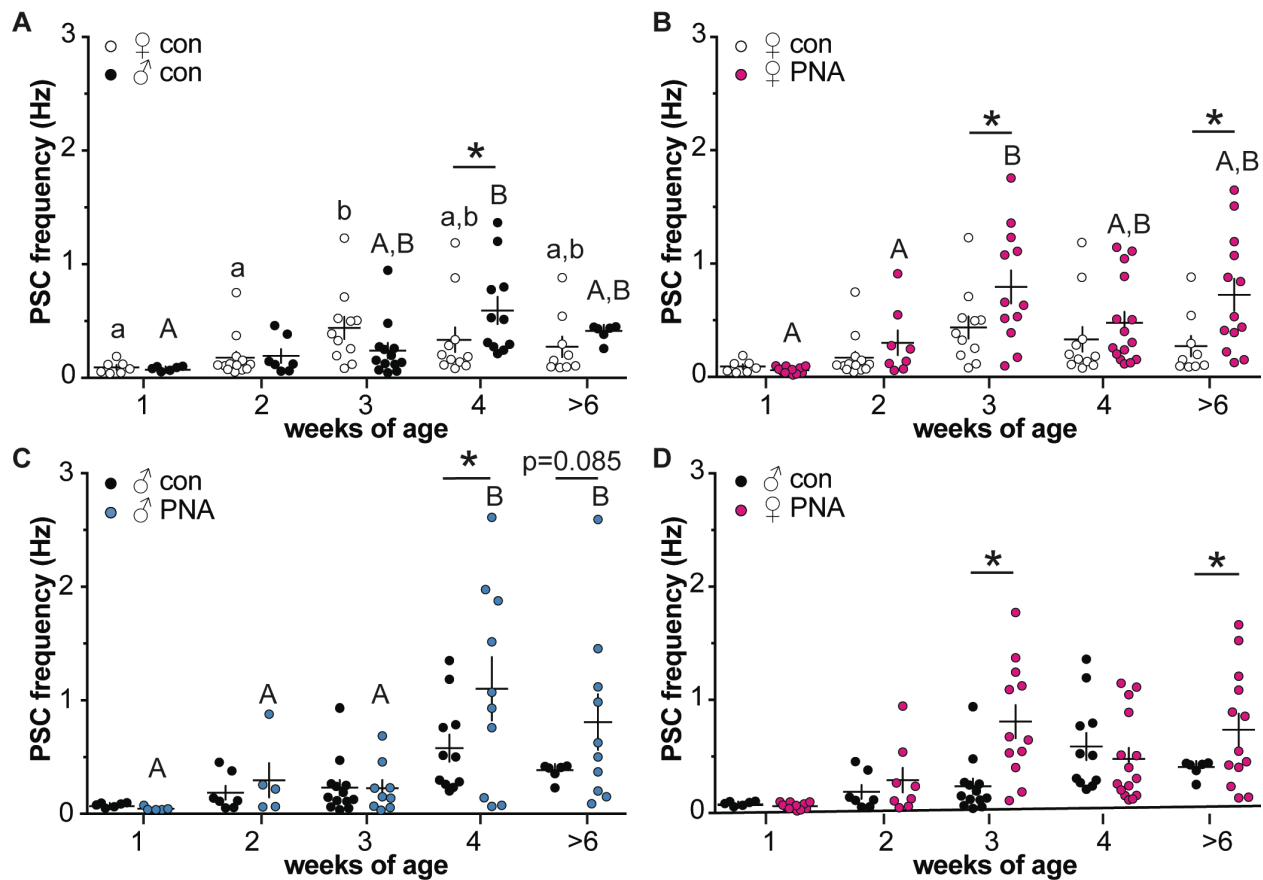 A
3
♀ con
♂ con
2
1
0
PSC frequency (Hz)
a
A
a
b
A,B
*
a,b
B
a,b
A,B
1
2
3
4
>6
weeks of age
B
3
♀ con
♀ PNA
2
1
0
PSC frequency (Hz)
A
A
*
B
A,B
*
A,B
1
2
3
4
>6
weeks of age
C
3
♂ con
♂ PNA
2
1
0
PSC frequency (Hz)
A
A
A
*
B
p=0.085
B
1
2
3
4
>6
weeks of age
D
3
♂ con
♀ PNA
2
1
0
PSC frequency (Hz)
*
*
1
2
3
4
>6
weeks of age